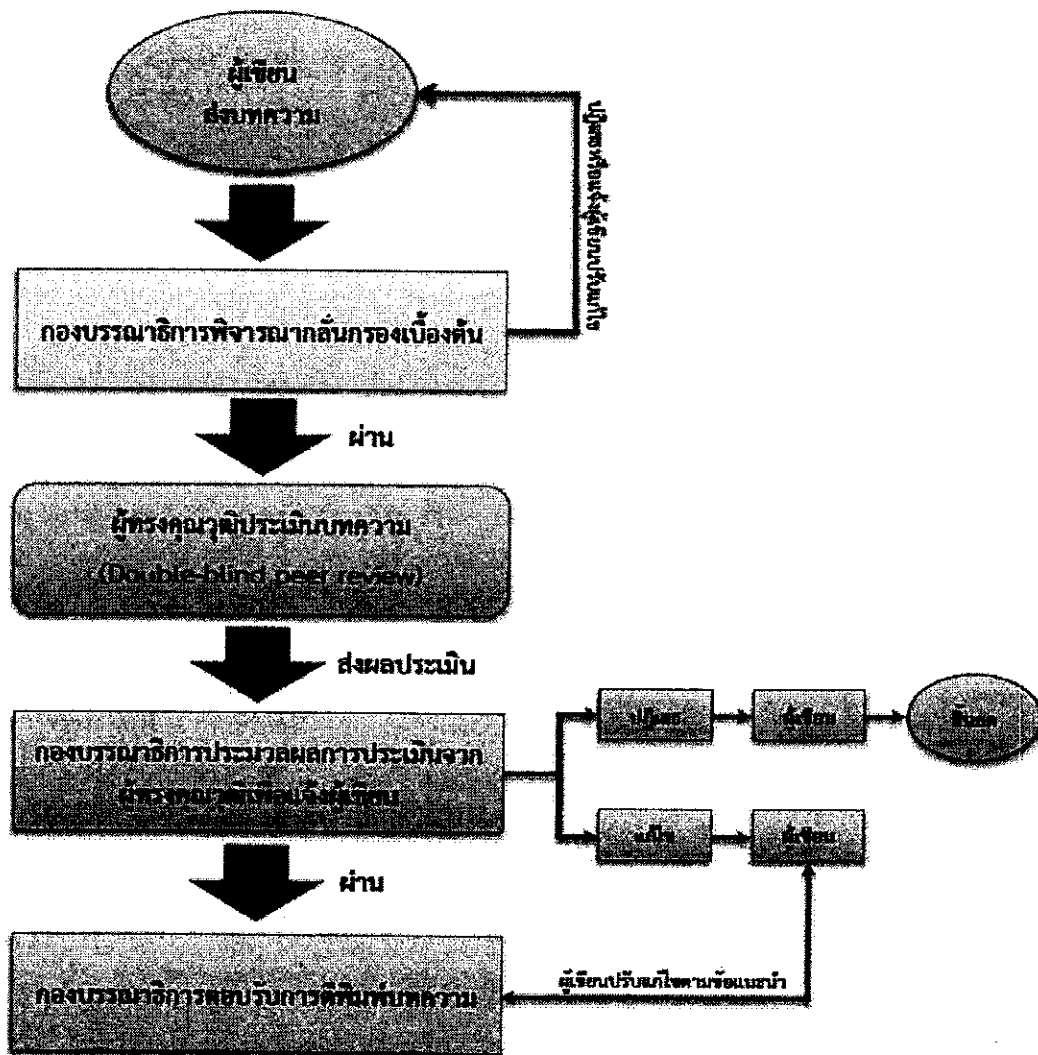 ผู้เขียน
ส่งบทความ
ปฏิเสธหรือแจ้งผู้เขียนปรับแก้ไข
กองบรรณาธิการพิจารณากลั่นกรองเบื้องต้น
ผ่าน
ผู้ทรงคุณวุฒิประเมินบทความ
(Double-blind peer review)
ส่งผลประเมิน
กองบรรณาธิการประมวลผลการประเมินจาก
ผู้ทรงคุณวุฒิเพื่อแจ้งผู้เขียน
ปฏิเสธ
ผู้เขียน
สิ้นสุด
แก้ไข
ผู้เขียน
ผ่าน
ผู้เขียนปรับแก้ไขตามข้อแนะนำ
กองบรรณาธิการตอบรับการตีพิมพ์บทความ